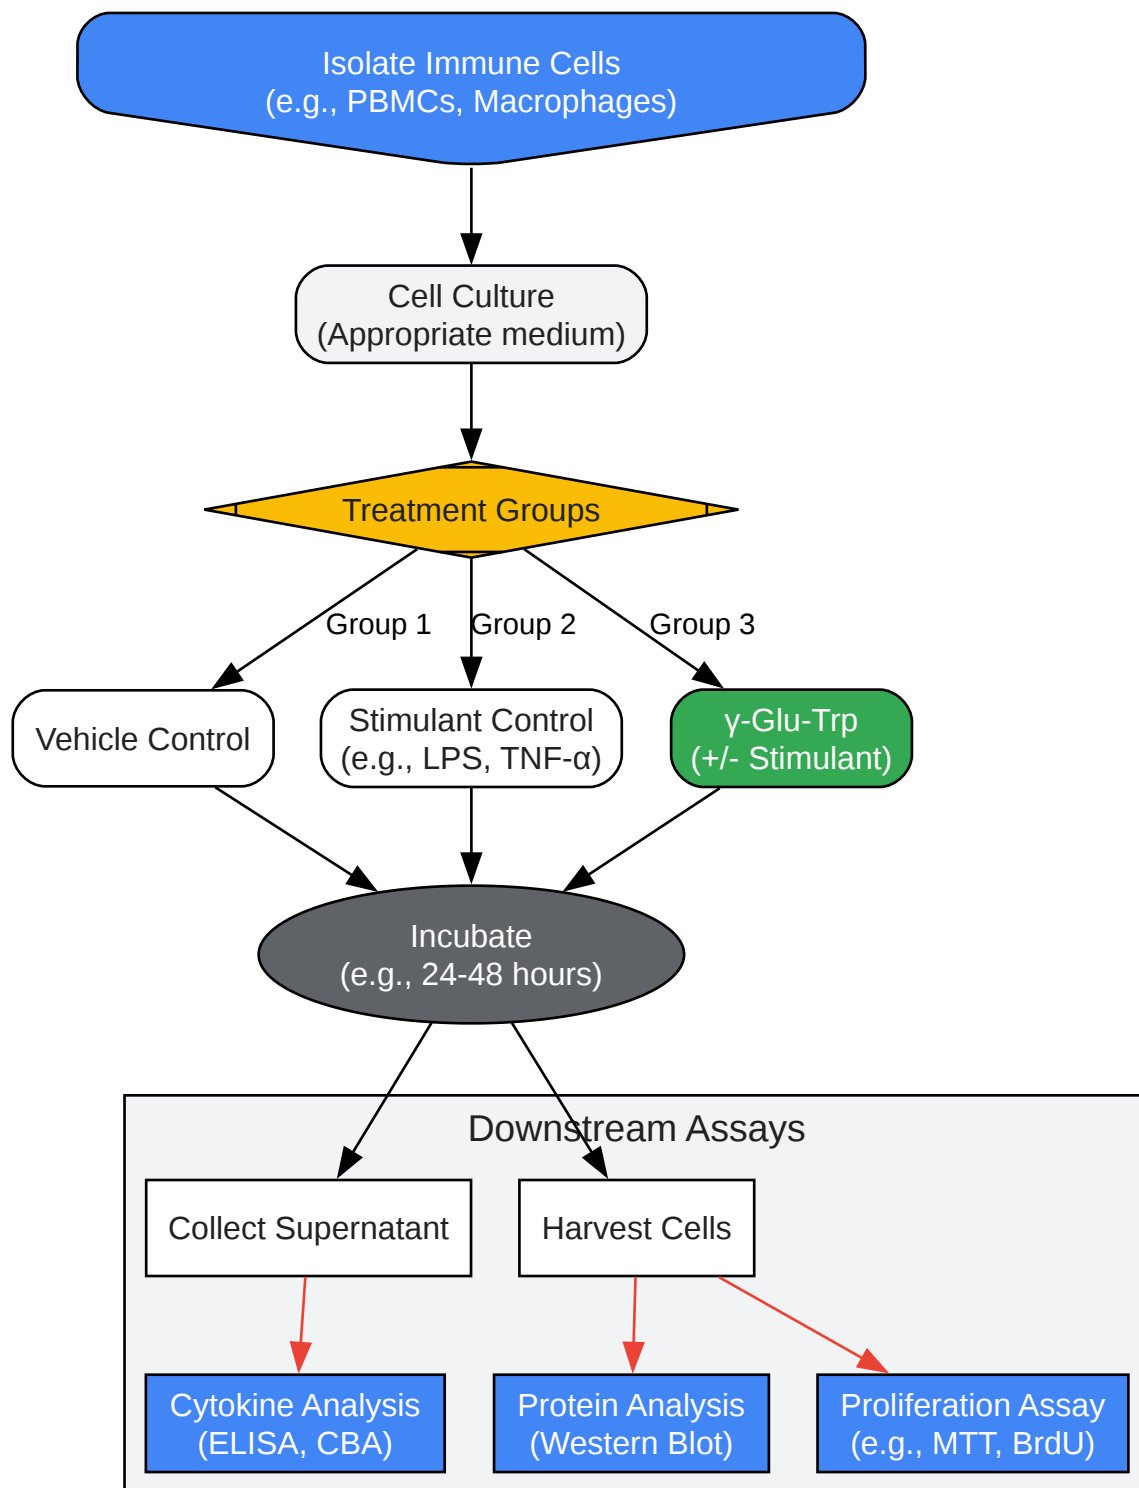 Isolate Immune Cells
(e.g., PBMCs, Macrophages)
Cell Culture
(Appropriate medium)
Treatment Groups
Group 1
Group 2
Group 3
Vehicle Control
Stimulant Control
(e.g., LPS, TNF-α)
γ-Glu-Trp
(+/- Stimulant)
Incubate
(e.g., 24-48 hours)
Downstream Assays
Collect Supernatant
Harvest Cells
Cytokine Analysis
(ELISA, CBA)
Protein Analysis
(Western Blot)
Proliferation Assay
(e.g., MTT, BrdU)